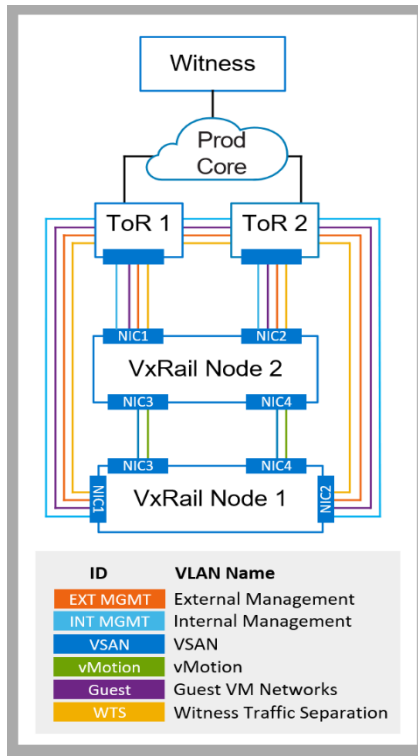 Witness
Prod
Core
ToR 1
ToR 2
NIC1
NIC2
VxRail Node 2
NIC3
NIC4
NIC3
NIC4
NIC1
VxRail Node 1
NIC2
ID VLAN Name
EXT MGMT External Management
INT MGMT Internal Management
VSAN VSAN
vMotion vMotion
Guest Guest VM Networks
WTS Witness Traffic Separation